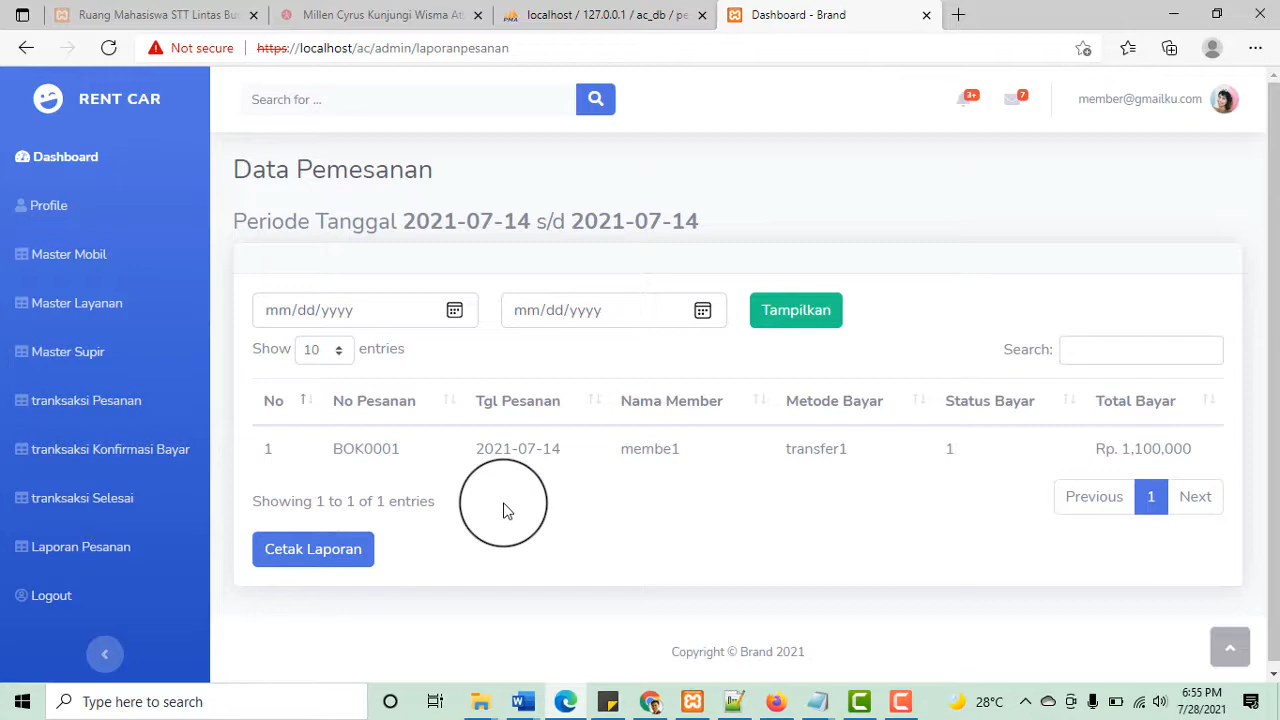 Ruang Mahasiswa STT Lintas Bu
Millen Cyrus Kunjungi Wisma At
localhost / 127.0.0.1 / ac_db / pe
Dashboard - Brand
Not secure
https://localhost/ac/admin/laporanpesanan
RENT CAR
Search for ...
3+
7
member@gmailku.com
Dashboard
Profile
Master Mobil
Master Layanan
Master Supir
tranksaksi Pesanan
tranksaksi Konfirmasi Bayar
tranksaksi Selesai
Laporan Pesanan
Logout
Data Pemesanan
Periode Tanggal 2021-07-14 s/d 2021-07-14
mm/dd/yyyy mm/dd/yyyy Tampilkan
Show 10 entries Search:
No No Pesanan Tgl Pesanan Nama Member Metode Bayar Status Bayar Total Bayar
1 BOK0001 2021-07-14 membe1 transfer1 1 Rp. 1,100,000
Showing 1 to 1 of 1 entries Previous 1 Next
Cetak Laporan
Copyright © Brand 2021
Type here to search
28°C
6:55 PM
7/28/2021